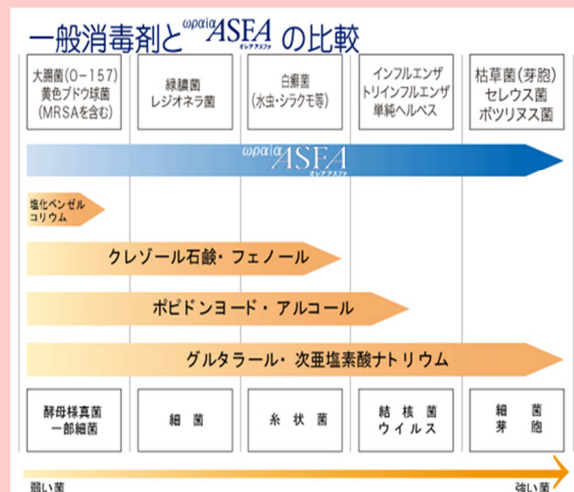 一般消毒剤とωραία ASFA オレアアスファ の比較
大腸菌(O-157)
黄色ブドウ球菌
(MRSAを含む)
緑膿菌
レジオネラ菌
白癬菌
(水虫・シラクモ等)
インフルエンザ
トリインフルエンザ
単純ヘルペス
枯草菌(芽胞)
セレウス菌
ボツリヌス菌
ωραία ASFA
オレアアスファ
塩化ベンゼル
コリウム
クレゾール石鹸・フェノール
ポピドンヨード・アルコール
グルタラール・次亜塩素酸ナトリウム
酵母様真菌
一部細菌
細菌
糸状菌
結核菌
ウイルス
細菌
芽胞
弱い菌
強い菌